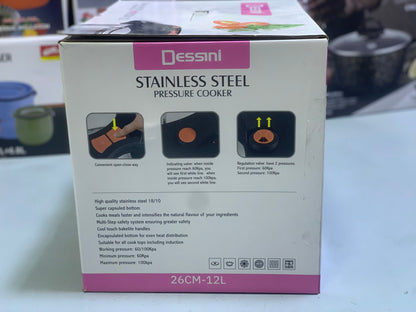 DESSINI
STAINLESS STEEL
PRESSURE COOKER
Convenient open-close way
Indicating valve: when inside
pressure reach 60Kpa, you
will see first white line, when
inside pressure reach 100kpa,
you will see second white line.
Regulation valve: have 2 pressures.
First pressure: 60Kpa
Second pressure: 100Kpa
High quality stainless steel 18/10
Super capsuled bottom
Cooks meals faster and intensifies the natural flavour of your ingredients
Multi-Step safety system ensuring greater safety
Cool touch bakelite handles
Encapsulated bottom for even heat distribution
Suitable for all cook tops including induction
Working pressure: 60/100Kpa
Minimum pressure: 60Kpa
Maximum pressure: 100kpa
26CM-12L